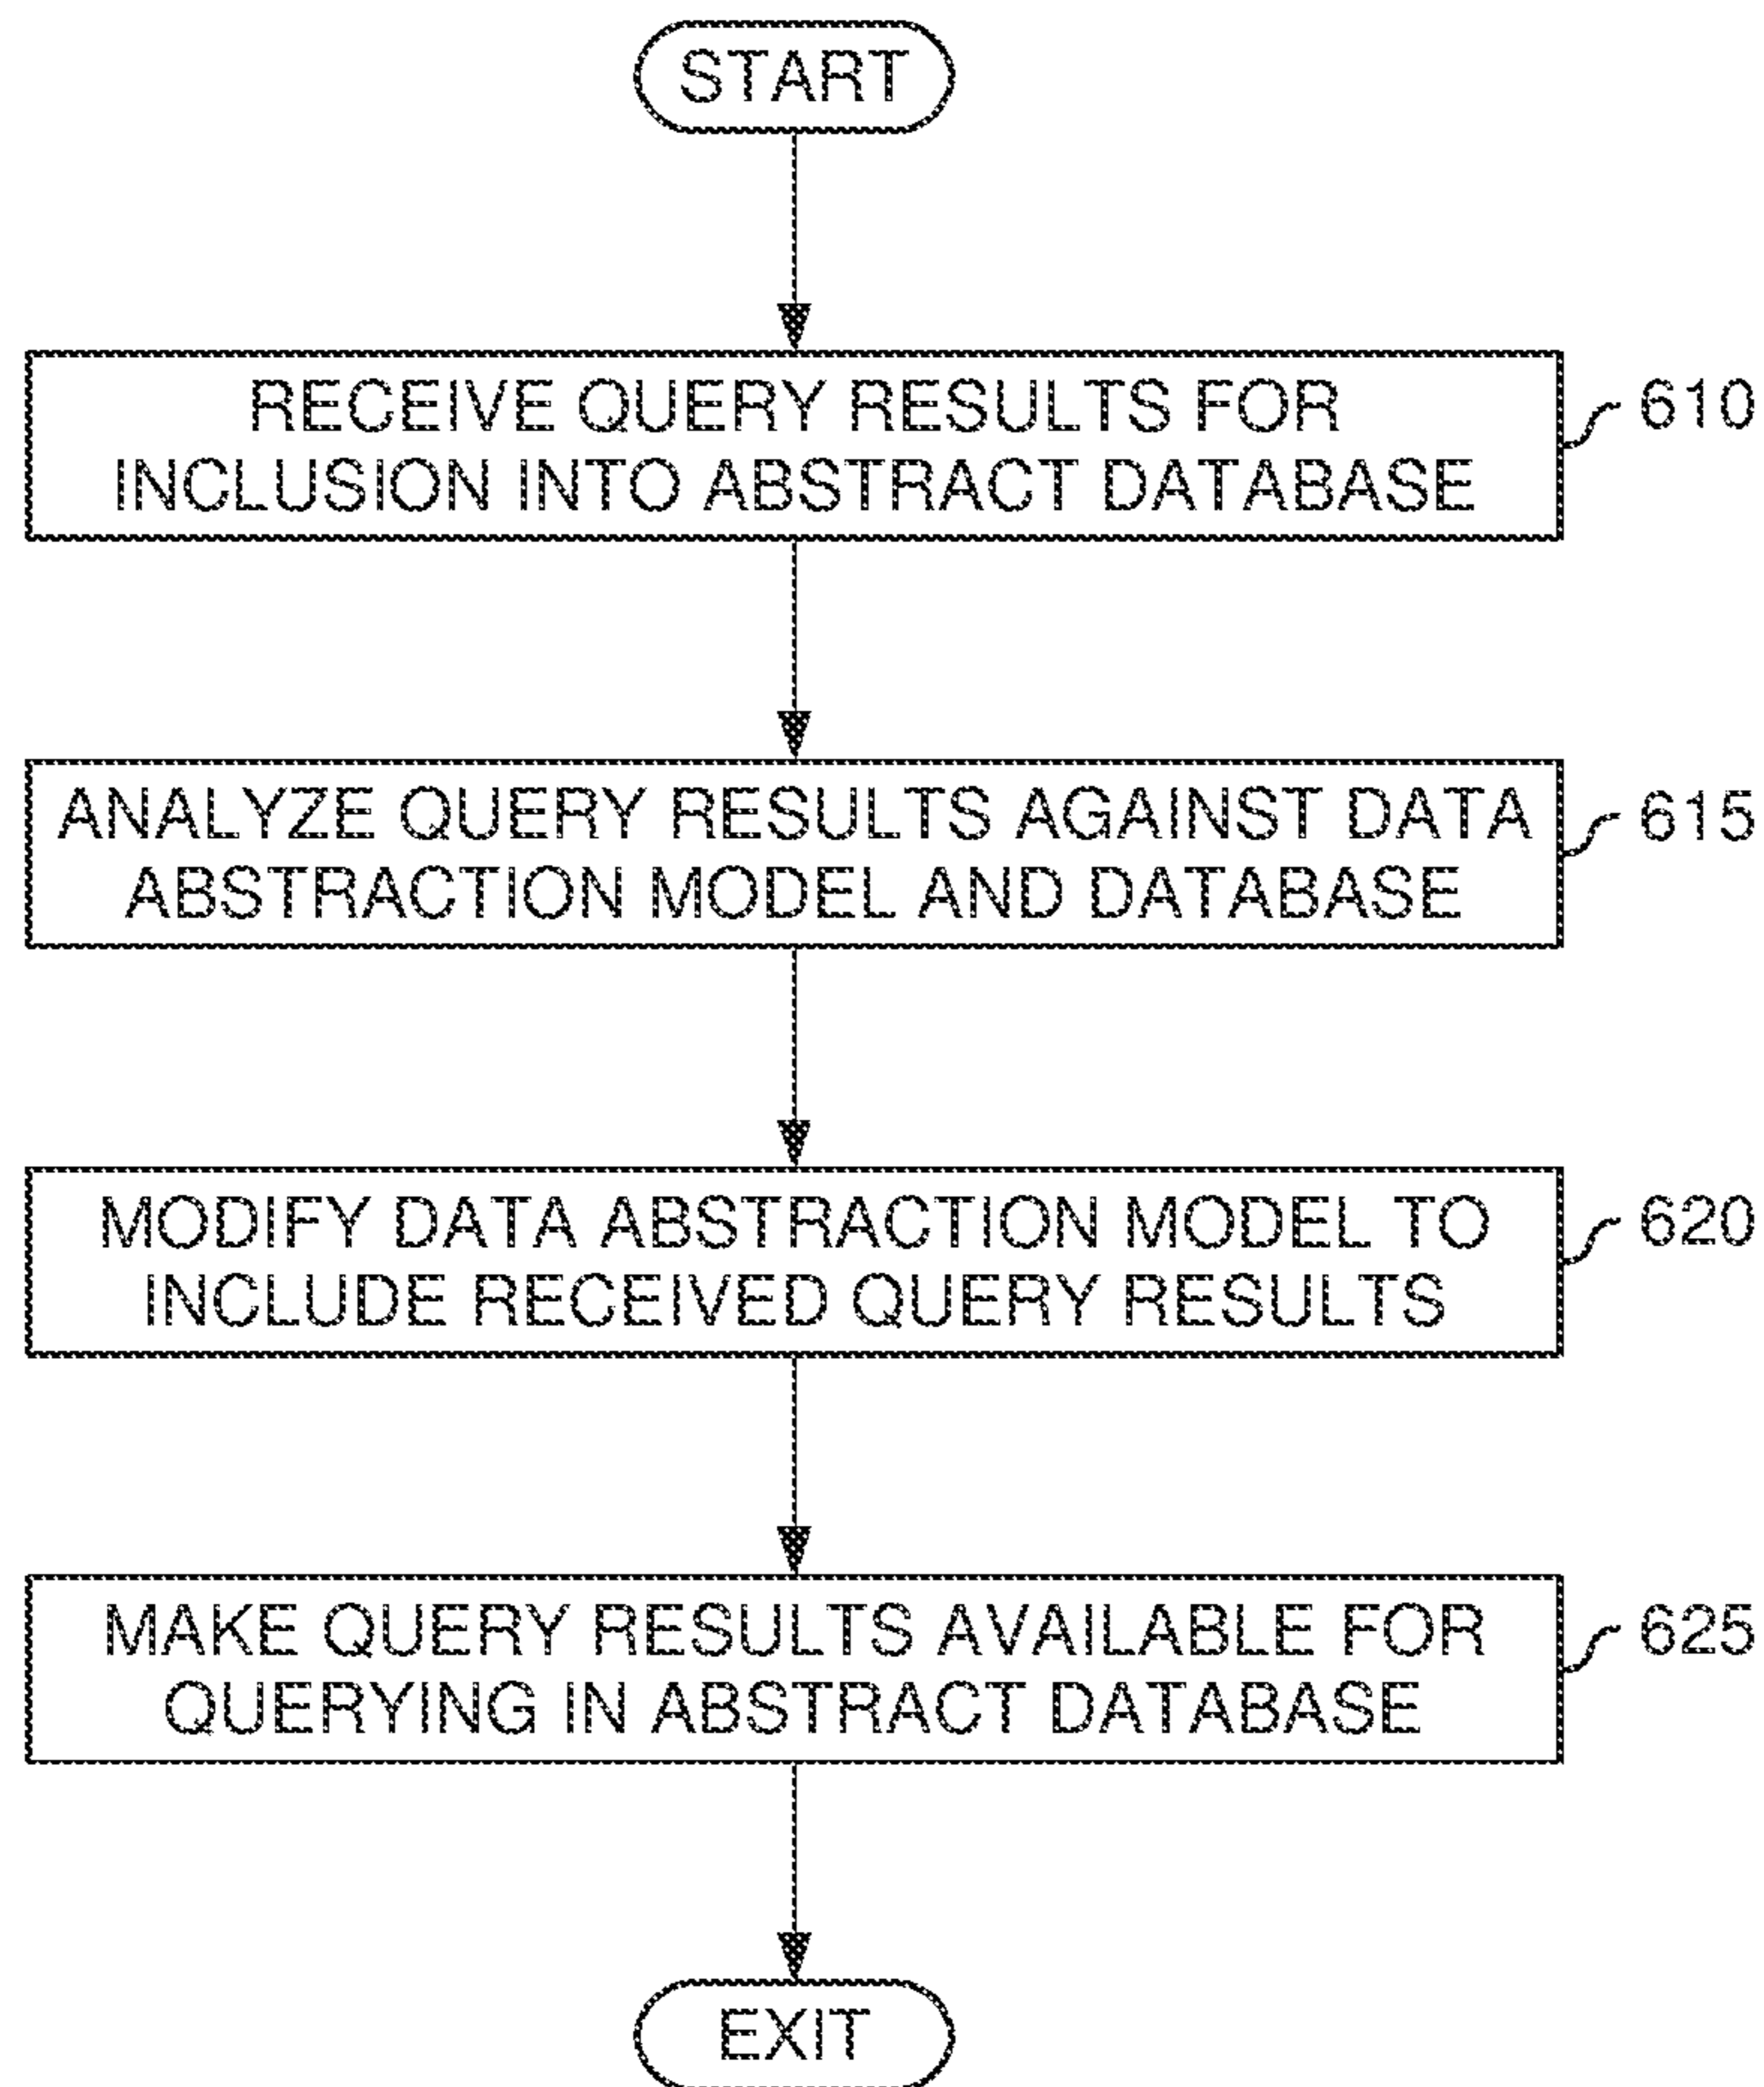 START
RECEIVE QUERY RESULTS FOR
INCLUSION INTO ABSTRACT DATABASE
610
ANALYZE QUERY RESULTS AGAINST DATA
ABSTRACTION MODEL AND DATABASE
615
MODIFY DATA ABSTRACTION MODEL TO
INCLUDE RECEIVED QUERY RESULTS
620
MAKE QUERY RESULTS AVAILABLE FOR
QUERYING IN ABSTRACT DATABASE
625
EXIT